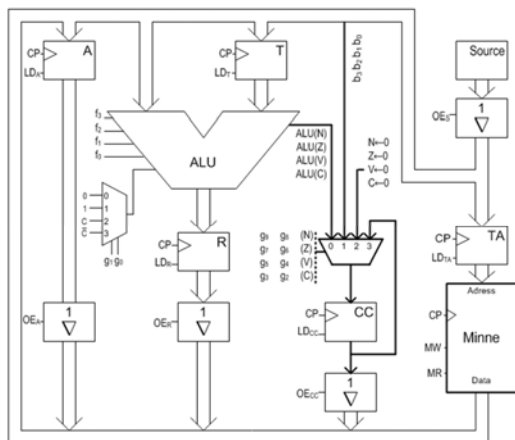 A
CP
LD_A
T
CP
LD_T
b₃ b₂ b₁ b₀
Source
1
OE_S
f₃
f₂
f₁
f₀
ALU
ALU(N)
ALU(Z)
ALU(V)
ALU(C)
N←0
Z←0
V←0
C←0
0 0
1 1
C 2
C̅ 3
g₁ g₀
g₉ g₈ (N)
g₇ g₆ (Z)
g₅ g₄ (V)
g₃ g₂ (C)
0 1 2 3
R
CP
LD_R
TA
CP
LD_TA
CC
CP
LD_CC
Adress
CP
Minne
MW
MR
Data
1
OE_A
1
OE_R
1
OE_CC